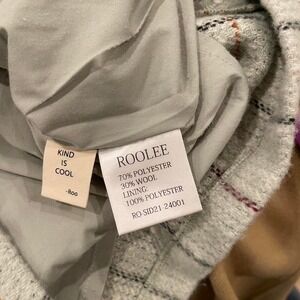 KIND
IS
COOL
-Roo
ROOLEE
70% POLYESTER
30% WOOL
LINING:
100% POLYESTER
RO-SID21-24001